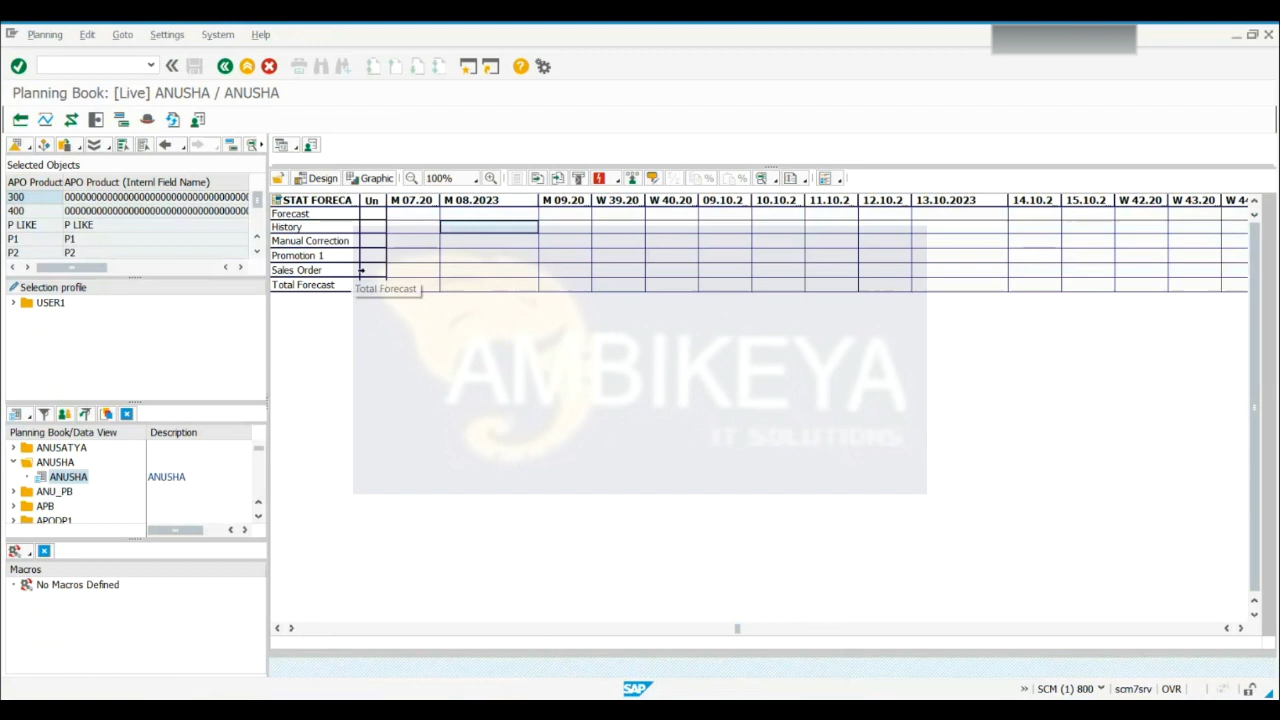 Planning Edit Goto Settings System Help
Planning Book: [Live] ANUSHA / ANUSHA
Selected Objects
APO Product APO Product (Internl Field Name)
300 00000000000000000000000000000000000
400 00000000000000000000000000000000000
P LIKE P LIKE
P1 P1
P2 P2
Selection profile
USER1
Planning Book/Data View Description
ANUSATYA
ANUSHA
ANUSHA ANUSHA
ANU_PB
APB
APODP1
Macros
No Macros Defined
Design Graphic 100%
STAT FORECA Un M 07.20 M 08.2023 M 09.20 W 39.20 W 40.20 09.10.2 10.10.2 11.10.2 12.10.2 13.10.2023 14.10.2 15.10.2 W 42.20 W 43.20 W 44
Forecast
History
Manual Correction
Promotion 1
Sales Order
Total Forecast
Total Forecast
AMBIKEYA
IT SOLUTIONS
SAP SCM (1) 800 scm7srv OVR